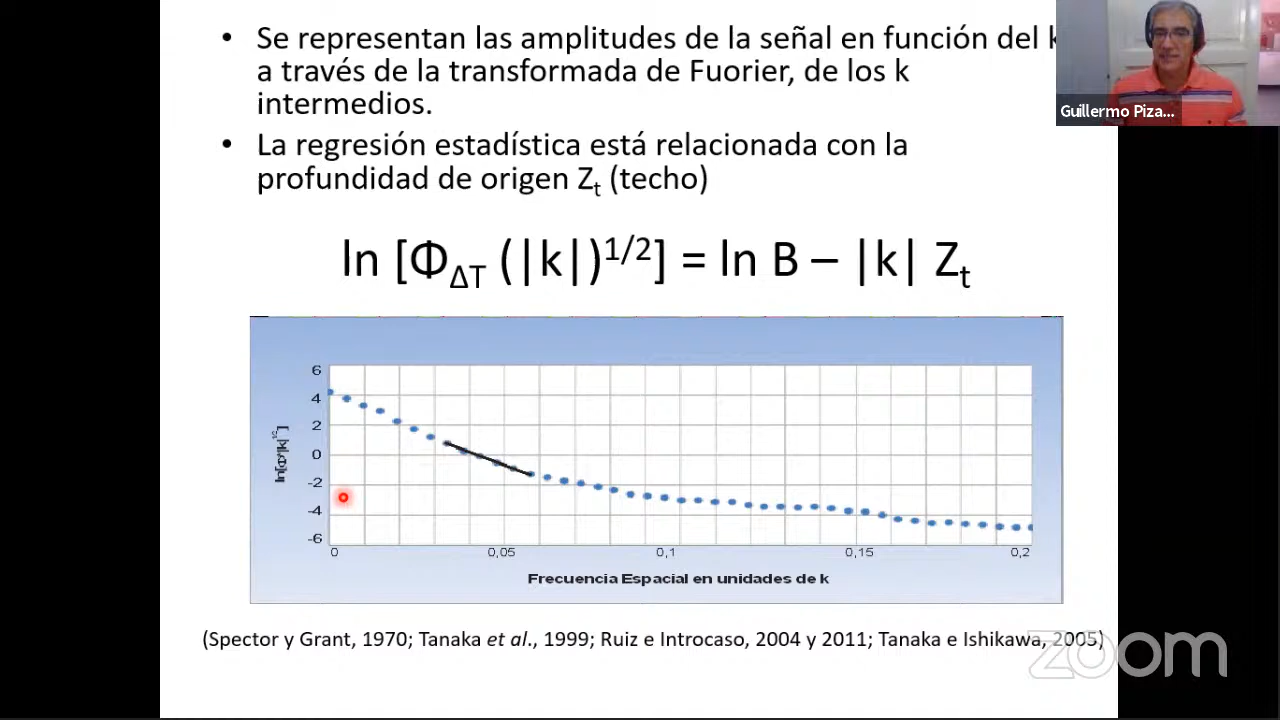 • Se representan las amplitudes de la señal en función del k
a través de la transformada de Fuorier, de los k
intermedios.
• La regresión estadística está relacionada con la
profundidad de origen Zt (techo)
Guillermo Piza...
ln [ΦΔT (|k|)1/2] = ln B – |k| Zt
6
4
2
0
-2
-4
-6
0 0,05 0,1 0,15 0,2
Frecuencia Espacial en unidades de k
(Spector y Grant, 1970; Tanaka et al., 1999; Ruiz e Introcaso, 2004 y 2011; Tanaka e Ishikawa, 2005)
zoom